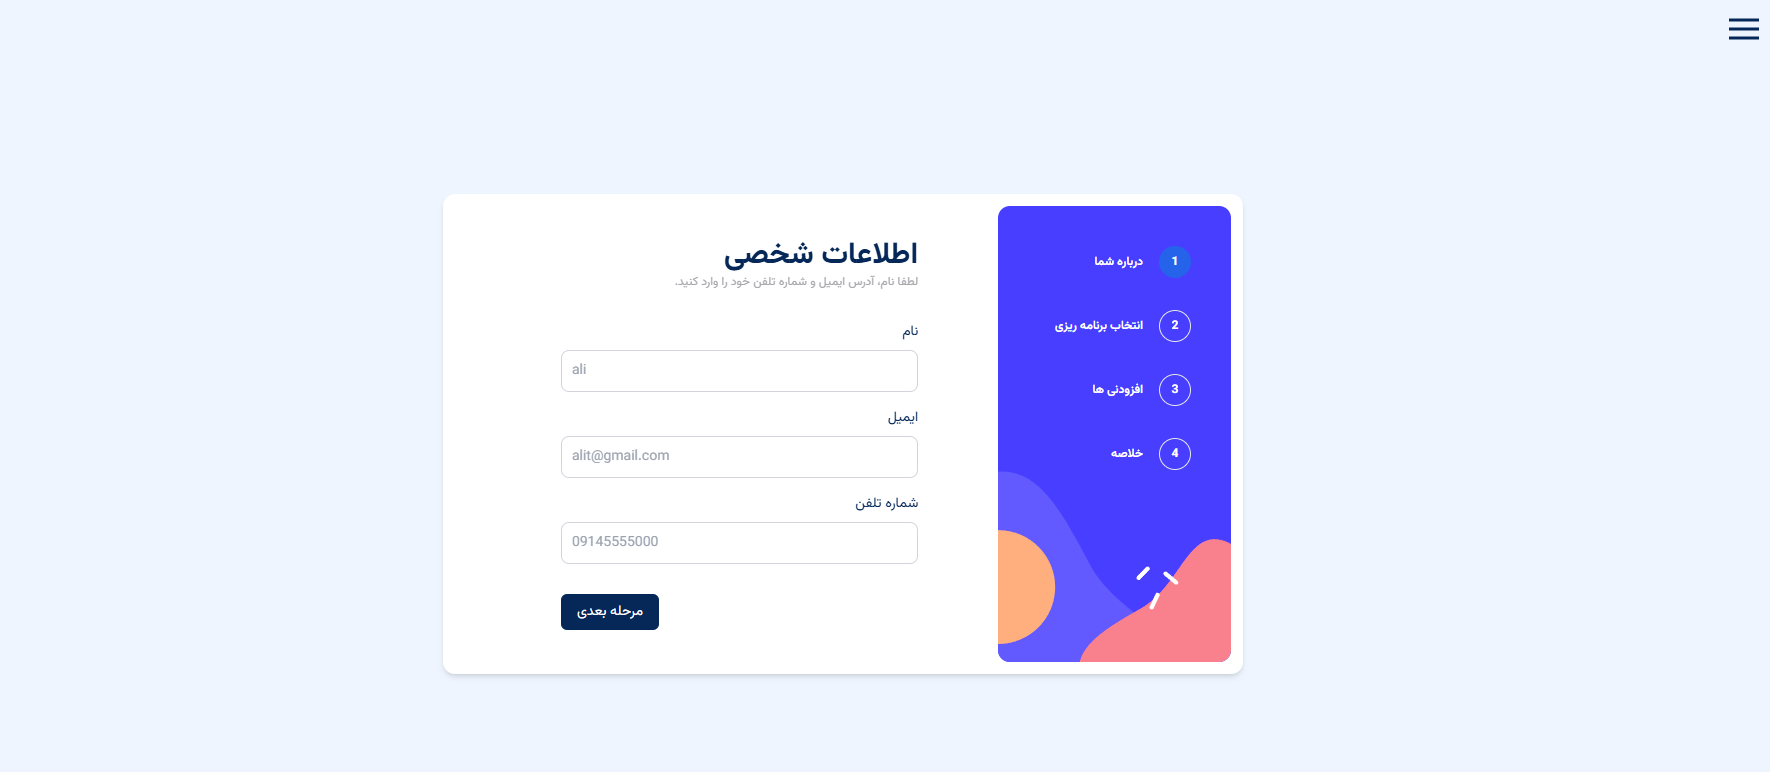 1 درباره شما
2 انتخاب برنامه ریزی
3 افزودنی ها
4 خلاصه
اطلاعات شخصی
لطفا نام، آدرس ایمیل و شماره تلفن خود را وارد کنید.
نام
ali
ایمیل
alit@gmail.com
شماره تلفن
09145555000
مرحله بعدی